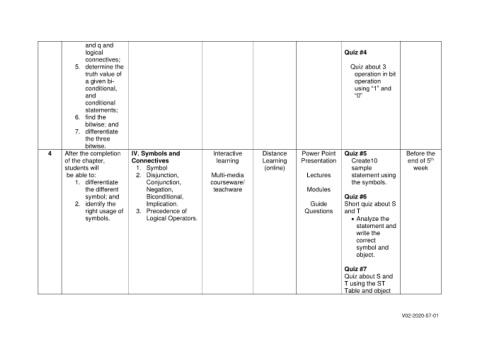 and q and
logical
connectives;
5. determine the
truth value of
a given bi-
conditional,
and
conditional
statements;
6. find the
bitwise; and
7. differentiate
the three
bitwise.
Quiz #4
Quiz about 3
operation in bit
operation
using “1” and
“0”
4
After the completion
of the chapter,
students will
be able to:
1. differentiate
the different
symbol; and
2. identify the
right usage of
symbols.
IV. Symbols and
Connectives
1. Symbol
2. Disjunction,
Conjunction,
Negation,
Biconditional,
Implication.
3. Precedence of
Logical Operators.
Interactive
learning
Multi-media
courseware/
teachware
Distance
Learning
(online)
Power Point
Presentation
Lectures
Modules
Guide
Questions
Quiz #5
Create10
sample
statement using
the symbols.
Quiz #6
Short quiz about S
and T
• Analyze the
statement and
write the
correct
symbol and
object.
Quiz #7
Quiz about S and
T using the ST
Table and object
Before the
end of 5th
week
V02-2020-07-01